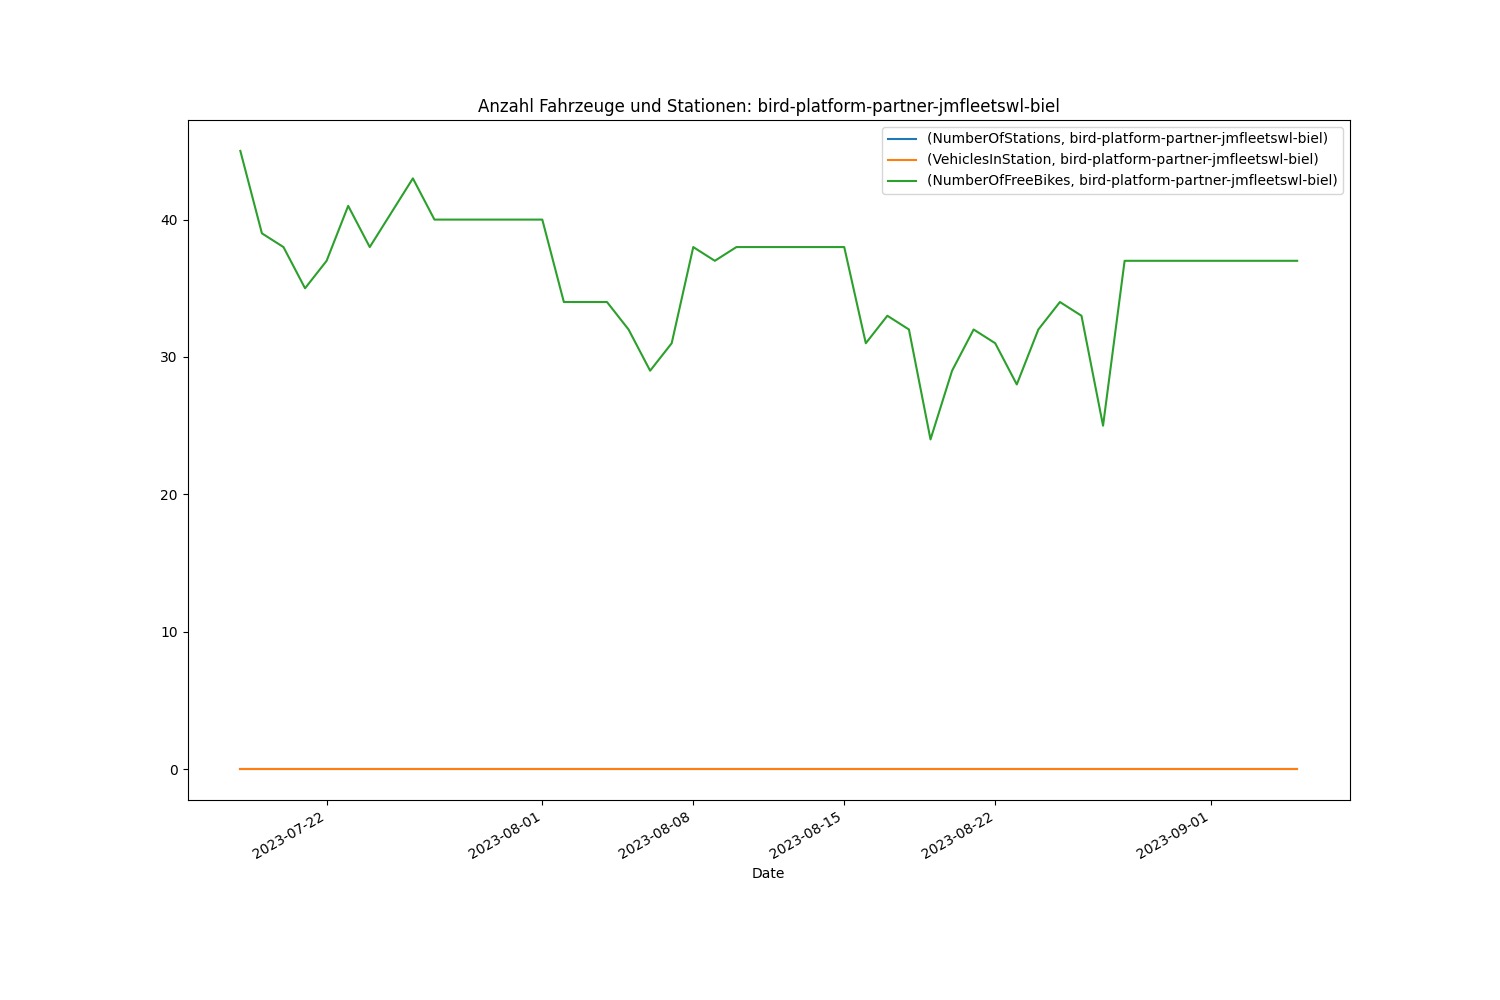 Anzahl Fahrzeuge und Stationen: bird-platform-partner-jmfleetswl-biel
(NumberOfStations, bird-platform-partner-jmfleetswl-biel)
(VehiclesInStation, bird-platform-partner-jmfleetswl-biel)
(NumberOfFreeBikes, bird-platform-partner-jmfleetswl-biel)
40
30
20
10
0
2023-07-22
2023-08-01
2023-08-08
2023-08-15
2023-08-22
2023-09-01
Date